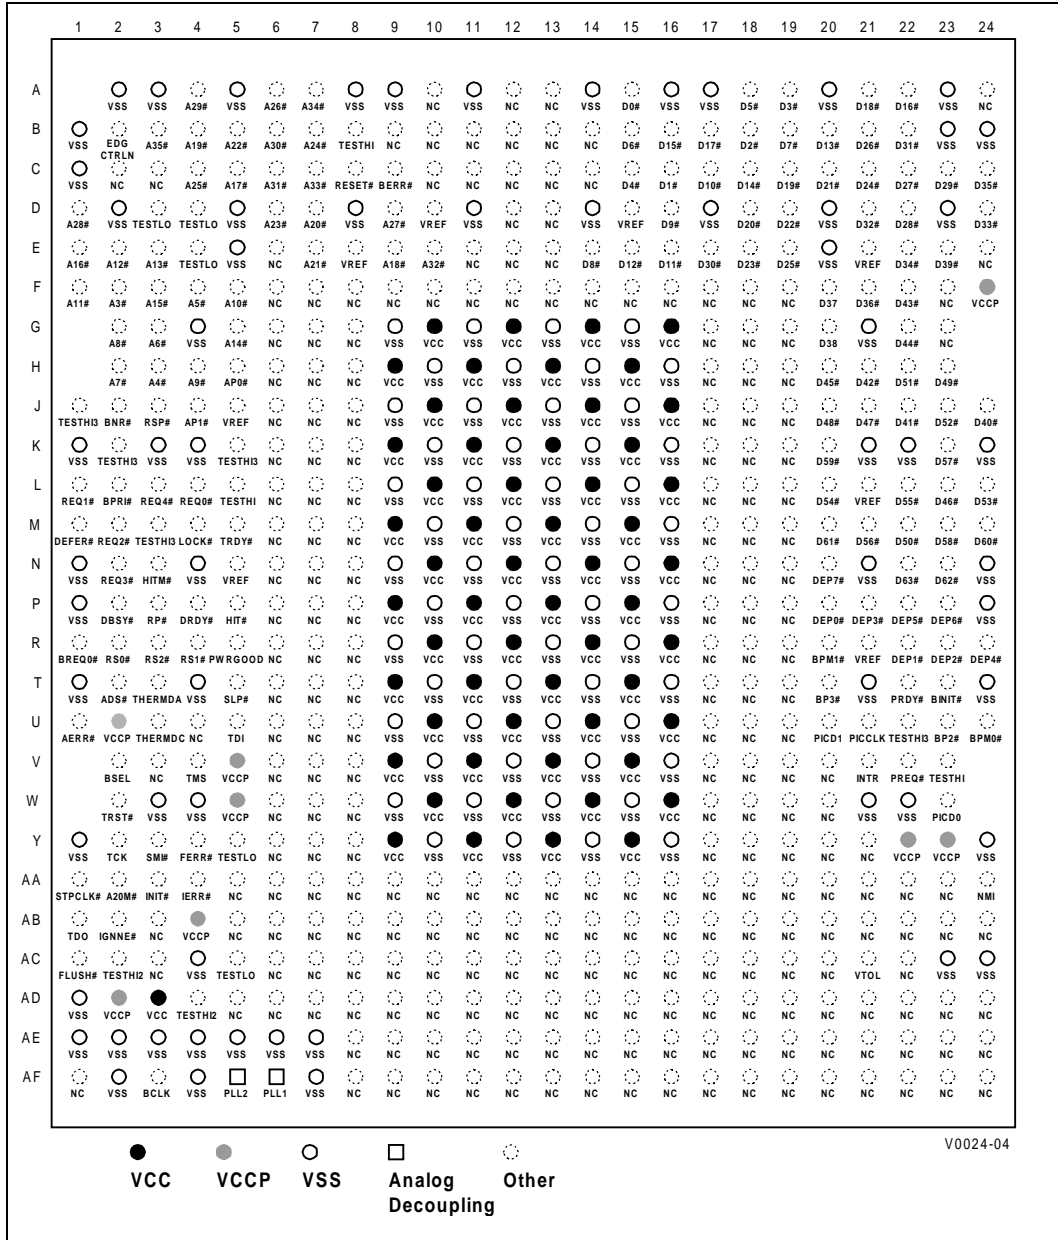 1 2 3 4 5 6 7 8 9 10 11 12 13 14 15 16 17 18 19 20 21 22 23 24
A
VSS VSS A29# VSS A26# A34# VSS VSS NC VSS NC NC VSS D0# VSS VSS D5# D3# VSS D18# D16# VSS NC
B
VSS EDG CTRLN A35# A19# A22# A30# A24# TESTHI NC NC NC NC NC NC D6# D15# D17# D2# D7# D13# D26# D31# VSS VSS
C
VSS NC NC A25# A17# A31# A33# RESET# BERR# NC NC NC NC NC D4# D1# D10# D14# D19# D21# D24# D27# D29# D35#
D
A28# VSS TESTLO TESTLO VSS A23# A20# VSS A27# VREF VSS NC NC VSS VREF D9# VSS D20# D22# VSS D32# D28# VSS D33#
E
A16# A12# A13# TESTLO VSS NC A21# VREF A18# A32# NC NC NC D8# D12# D11# D30# D23# D25# VSS VREF D34# D39# NC
F
A11# A3# A15# A5# A10# NC NC NC NC NC NC NC NC NC NC NC NC NC NC D37 D36# D43# NC VCCP
G
A8# A6# VSS A14# NC NC NC VSS VCC VSS VCC VSS VCC VSS VCC NC NC NC D38 VSS D44# NC
H
A7# A4# A9# AP0# NC NC NC VCC VSS VCC VSS VCC VSS VCC VSS NC NC NC D45# D42# D51# D49#
J
TESTHI3 BNR# RSP# AP1# VREF NC NC NC VSS VCC VSS VCC VSS VCC VSS VCC NC NC NC D48# D47# D41# D52# D40#
K
VSS TESTHI3 VSS VSS TESTHI3 NC NC NC VCC VSS VCC VSS VCC VSS VCC VSS NC NC NC D59# VSS VSS D57# VSS
L
REQ1# BPRI# REQ4# REQ0# TESTHI NC NC NC VSS VCC VSS VCC VSS VCC VSS VCC NC NC NC D54# VREF D55# D46# D53#
M
DEFER# REQ2# TESTHI3 LOCK# TRDY# NC NC NC VCC VSS VCC VSS VCC VSS VCC VSS NC NC NC D61# D56# D50# D58# D60#
N
VSS REQ3# HITM# VSS VREF NC NC NC VSS VCC VSS VCC VSS VCC VSS VCC NC NC NC DEP7# VSS D63# D62# VSS
P
VSS DBSY# RP# DRDY# HIT# NC NC NC VCC VSS VCC VSS VCC VSS VCC VSS NC NC NC DEP0# DEP3# DEP5# DEP6# VSS
R
BREQ0# RS0# RS2# RS1# PWRGOOD NC NC NC VSS VCC VSS VCC VSS VCC VSS VCC NC NC NC BPM1# VREF DEP1# DEP2# DEP4#
T
VSS ADS# THERMDA VSS SLP# NC NC NC VCC VSS VCC VSS VCC VSS VCC VSS NC NC NC BP3# VSS PRDY# BINIT# VSS
U
AERR# VCCP THERMDC NC TDI NC NC NC VSS VCC VSS VCC VSS VCC VSS VCC NC NC NC PICD1 PICCLK TESTHI3 BP2# BPM0#
V
BSEL NC TMS VCCP NC NC NC VCC VSS VCC VSS VCC VSS VCC VSS NC NC NC NC INTR PREQ# TESTHI
W
TRST# VSS VSS VCCP NC NC NC VSS VCC VSS VCC VSS VCC VSS VCC NC NC NC NC VSS VSS PICD0
Y
VSS TCK SMI# FERR# TESTLO NC NC NC VCC VSS VCC VSS VCC VSS VCC VSS NC NC NC NC NC VCCP VCCP VSS
AA
STPCLK# A20M# INIT# IERR# NC NC NC NC NC NC NC NC NC NC NC NC NC NC NC NC NC NC NC NMI
AB
TDO IGNNE# NC VCCP NC NC NC NC NC NC NC NC NC NC NC NC NC NC NC NC NC NC NC NC
AC
FLUSH# TESTHI2 NC VSS TESTLO NC NC NC NC NC NC NC NC NC NC NC NC NC NC NC VTOL NC VSS VSS
AD
VSS VCCP VCC TESTHI2 NC NC NC NC NC NC NC NC NC NC NC NC NC NC NC NC NC NC NC NC
AE
VSS VSS VSS VSS VSS VSS VSS NC NC NC NC NC NC NC NC NC NC NC NC NC NC NC NC NC
AF
NC VSS BCLK VSS PLL2 PLL1 VSS NC NC NC NC NC NC NC NC NC NC NC NC NC NC NC NC NC
V0024-04
VCC VCCP VSS Analog Decoupling Other